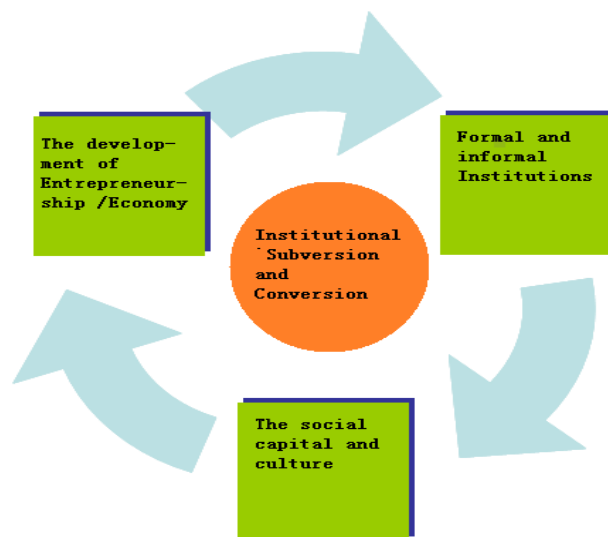 The develop-
ment of
Entrepreneur-
ship /Economy
Formal and
informal
Institutions
Institutional
`Subversion
and
Conversion
The social
capital and
culture